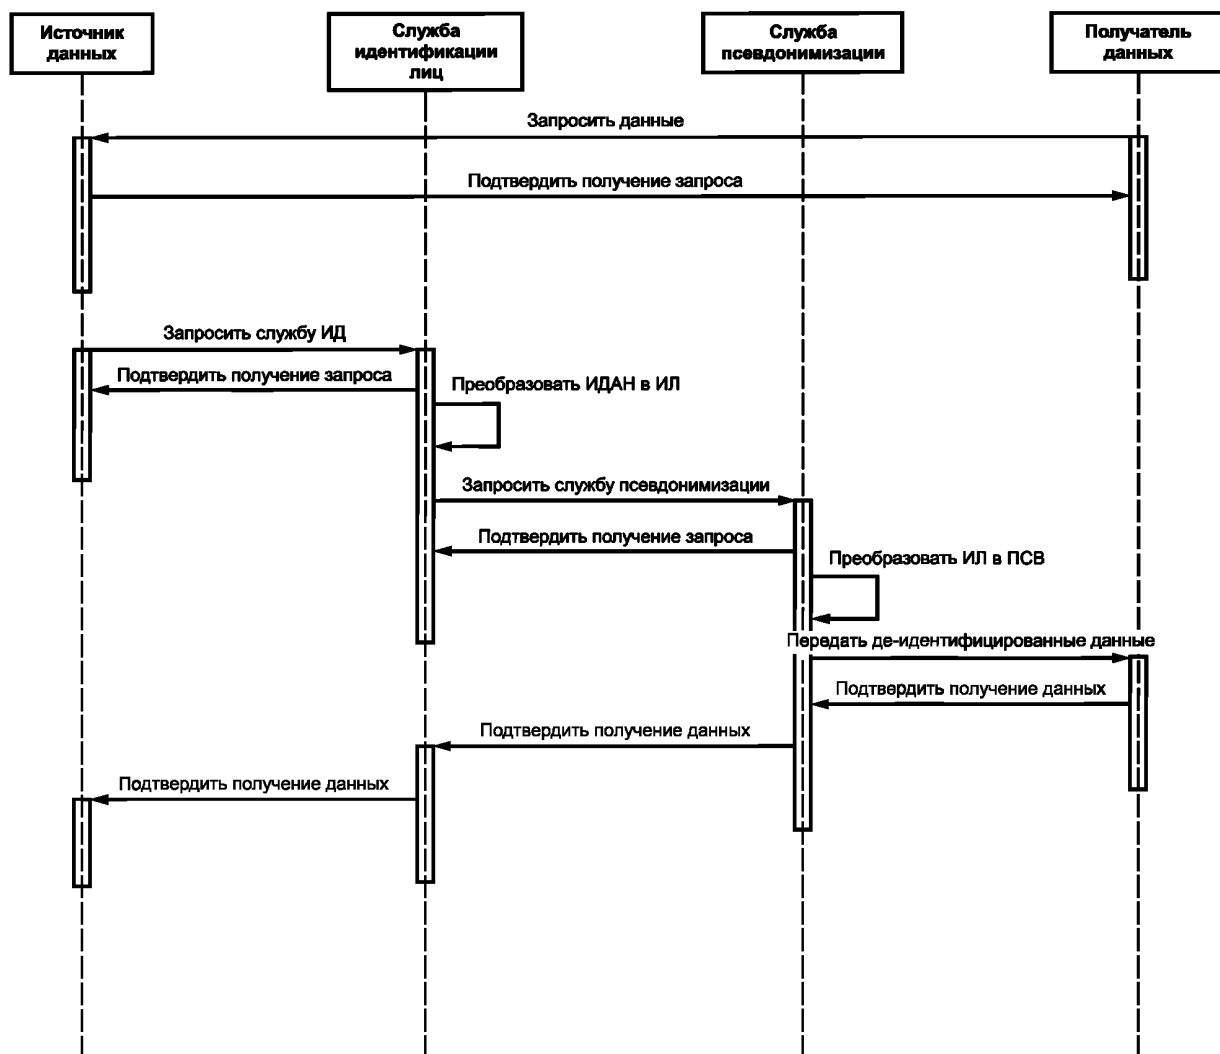 Источник
данных
Служба
идентификации
лиц
Служба
псевдонимизации
Получатель
данных
Запросить данные
Подтвердить получение запроса
Запросить службу ИД
Подтвердить получение запроса
Преобразовать ИДАН в ИЛ
Запросить службу псевдонимизации
Подтвердить получение запроса
Преобразовать ИЛ в ПСВ
Передать де-идентифицированные данные
Подтвердить получение данных
Подтвердить получение данных
Подтвердить получение данных